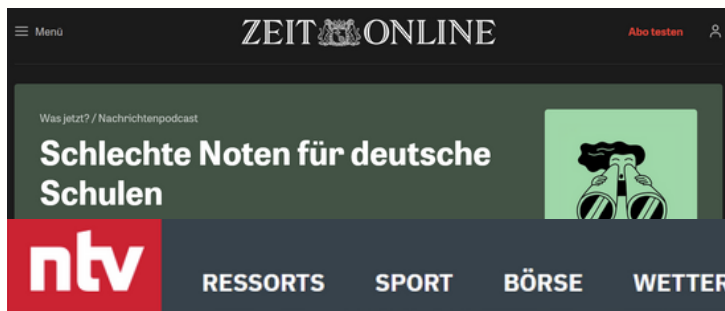 Menü
ZEIT ONLINE
Abo testen
Was jetzt? / Nachrichtenpodcast
Schlechte Noten für deutsche
Schulen
ntv
RESSORTS SPORT BÖRSE WETTER